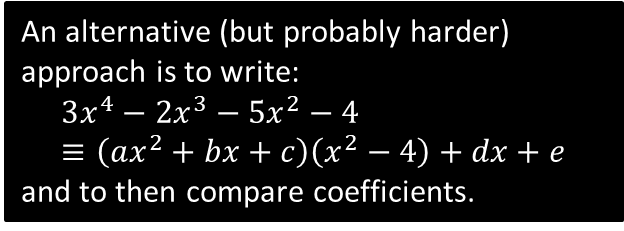 An alternative (but probably harder)
approach is to write:
3x⁴ − 2x³ − 5x² − 4
≡ (ax² + bx + c)(x² − 4) + dx + e
and to then compare coefficients.